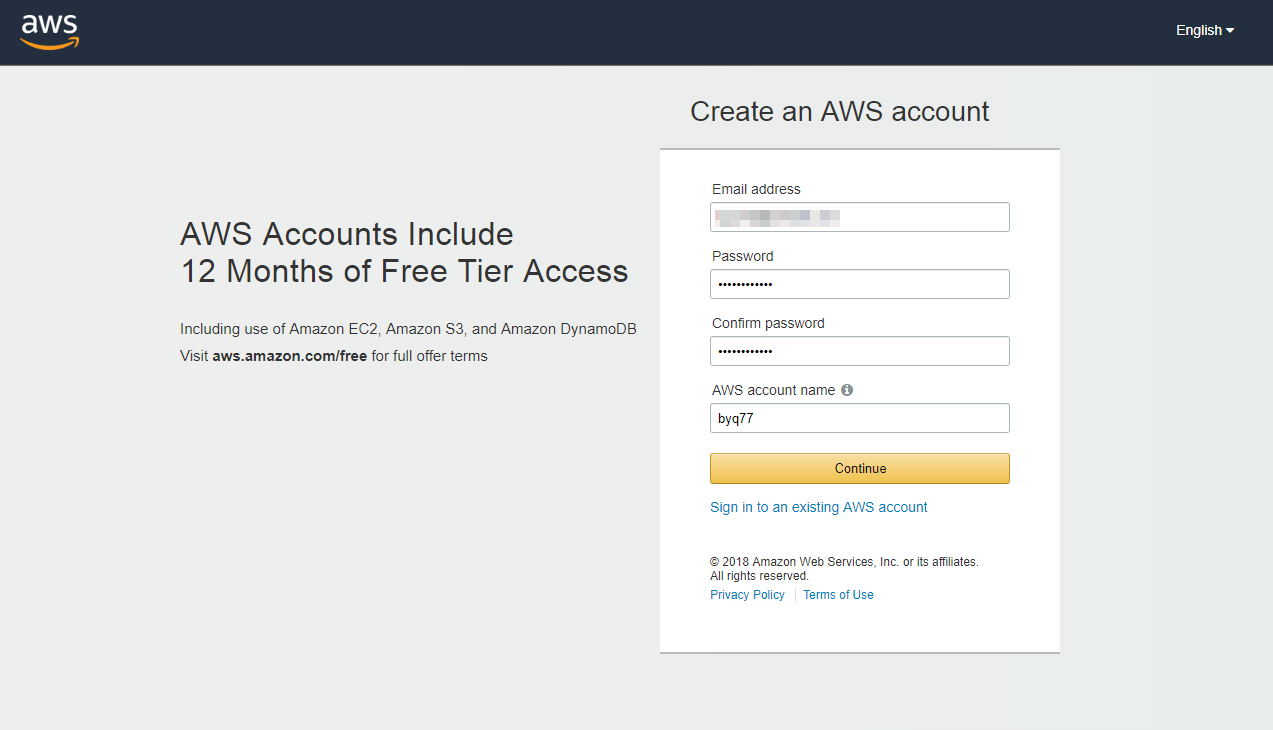 aws
English
Create an AWS account
AWS Accounts Include
12 Months of Free Tier Access
Including use of Amazon EC2, Amazon S3, and Amazon DynamoDB
Visit aws.amazon.com/free for full offer terms
Email address
Password
••••••••••••
Confirm password
••••••••••••
AWS account name
byq77
Continue
Sign in to an existing AWS account
© 2018 Amazon Web Services, Inc. or its affiliates.
All rights reserved.
Privacy Policy Terms of Use